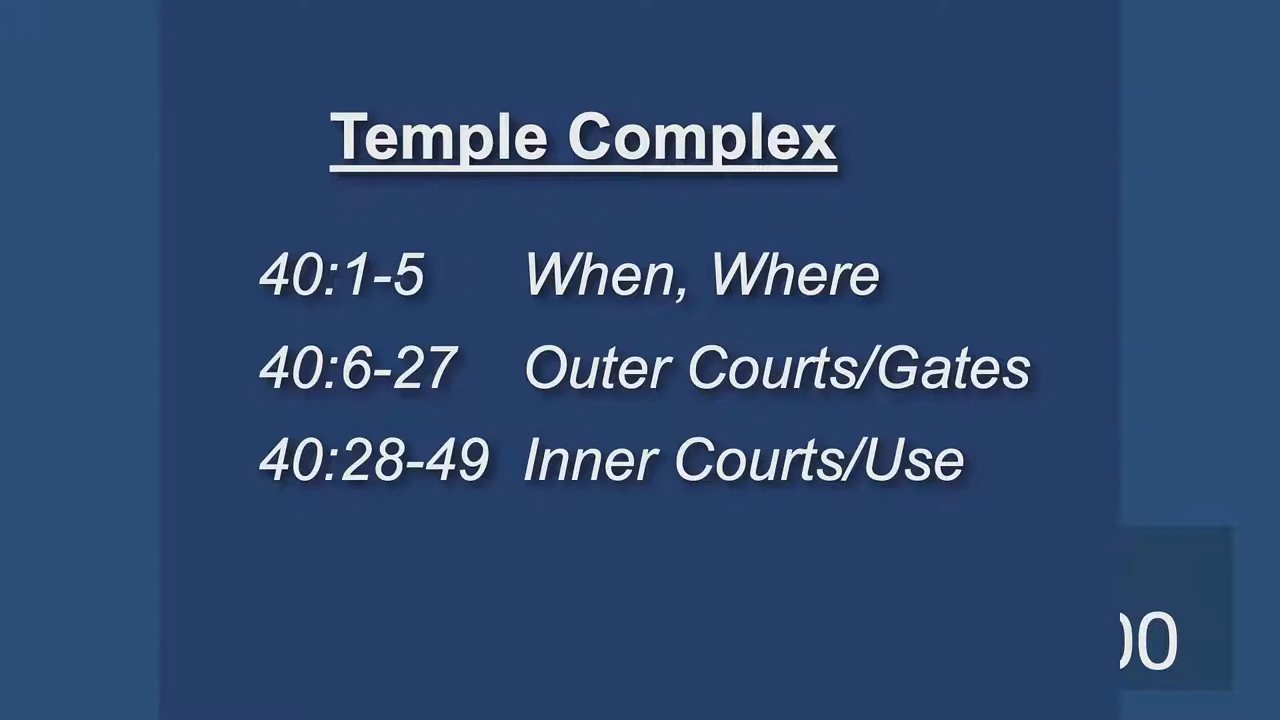 Temple Complex
40:1-5 When, Where
40:6-27 Outer Courts/Gates
40:28-49 Inner Courts/Use